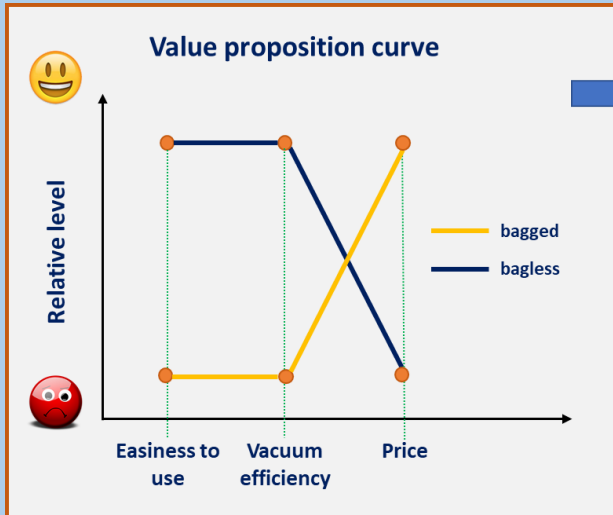 Value proposition curve
Relative level
bagged
bagless
Easiness to
use
Vacuum
efficiency
Price